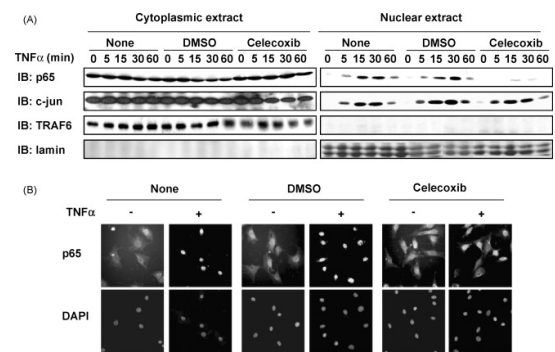 (A)
Cytoplasmic extract Nuclear extract
None DMSO Celecoxib None DMSO Celecoxib
TNFα (min) 0 5 15 30 60 0 5 15 30 60 0 5 15 30 60 0 5 15 30 60 0 5 15 30 60 0 5 15 30 60
IB: p65
IB: c-jun
IB: TRAF6
IB: lamin
(B)
None DMSO Celecoxib
TNFα - + - + - +
p65
DAPI